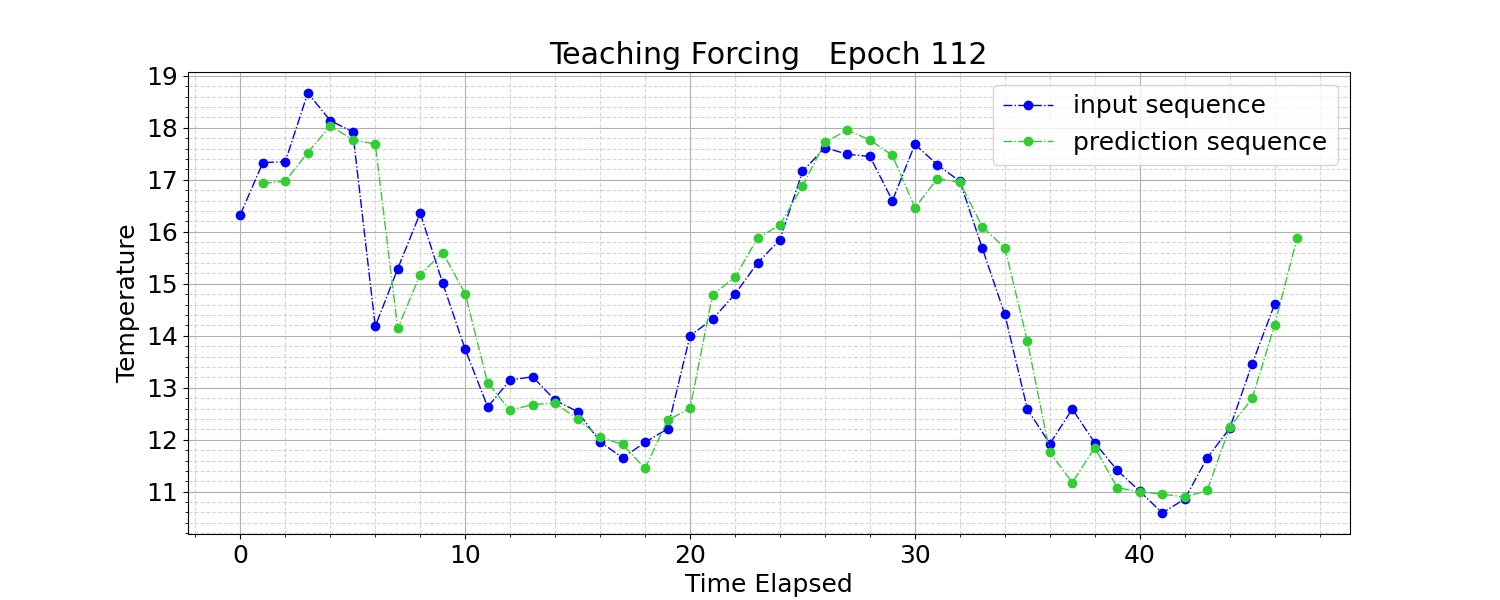 Teaching Forcing   Epoch 112
input sequence
prediction sequence
19
18
17
16
15
14
13
12
11
Temperature
0 10 20 30 40
Time Elapsed